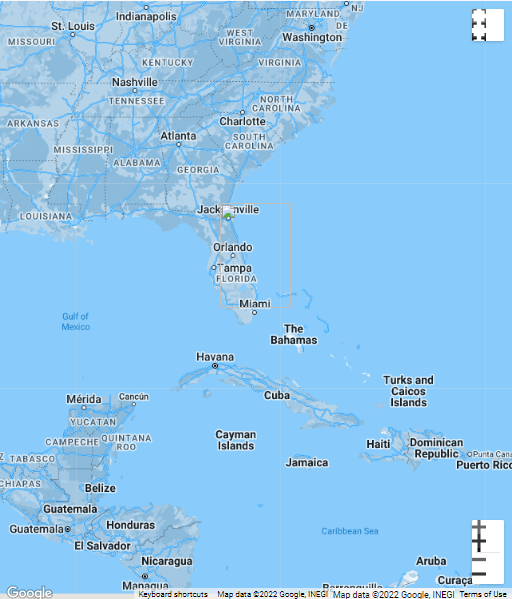 Indianapolis
MARYLAND
NJ
St. Louis
WEST
VIRGINIA
DE
Washington
MISSOURI
KENTUCKY
VIRGINIA
Nashville
TENNESSEE
NORTH
CAROLINA
ARKANSAS
Charlotte
Atlanta
SOUTH
CAROLINA
MISSISSIPPI
ALABAMA
GEORGIA
LOUISIANA
Jacksonville
Orlando
Tampa
FLORIDA
Miami
Gulf of
Mexico
The
Bahamas
Havana
Turks and
Caicos
Islands
Cuba
Mérida
Cancún
YUCATAN
CAMPECHE
QUINTANA
ROO
Cayman
Islands
Haiti
Dominican
Republic
TABASCO
Punta Cana
Jamaica
Puerto Rico
CHIAPAS
Belize
Guatemala
Guatemala
Honduras
Caribbean Sea
El Salvador
Nicaragua
Aruba
Managua
Curaça
Barranquilla
Google
Keyboard shortcuts
Map data ©2022 Google, INEGI
Map data ©2022 Google, INEGI
Terms of Use